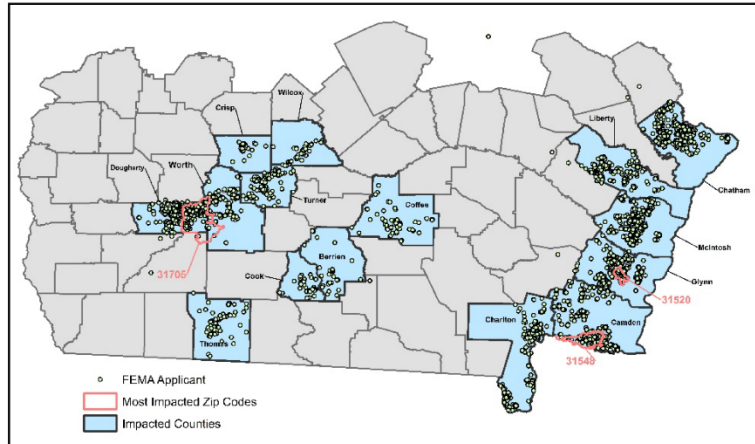 Wilcox
Crisp
Liberty
Dougherty
Worth
Chatham
Turner
Coffee
McIntosh
Berrien
Glynn
31705
Cook
31520
Charlton
Camdon
Thomas
31548
FEMA Applicant
Most Impacted Zip Codes
Impacted Counties